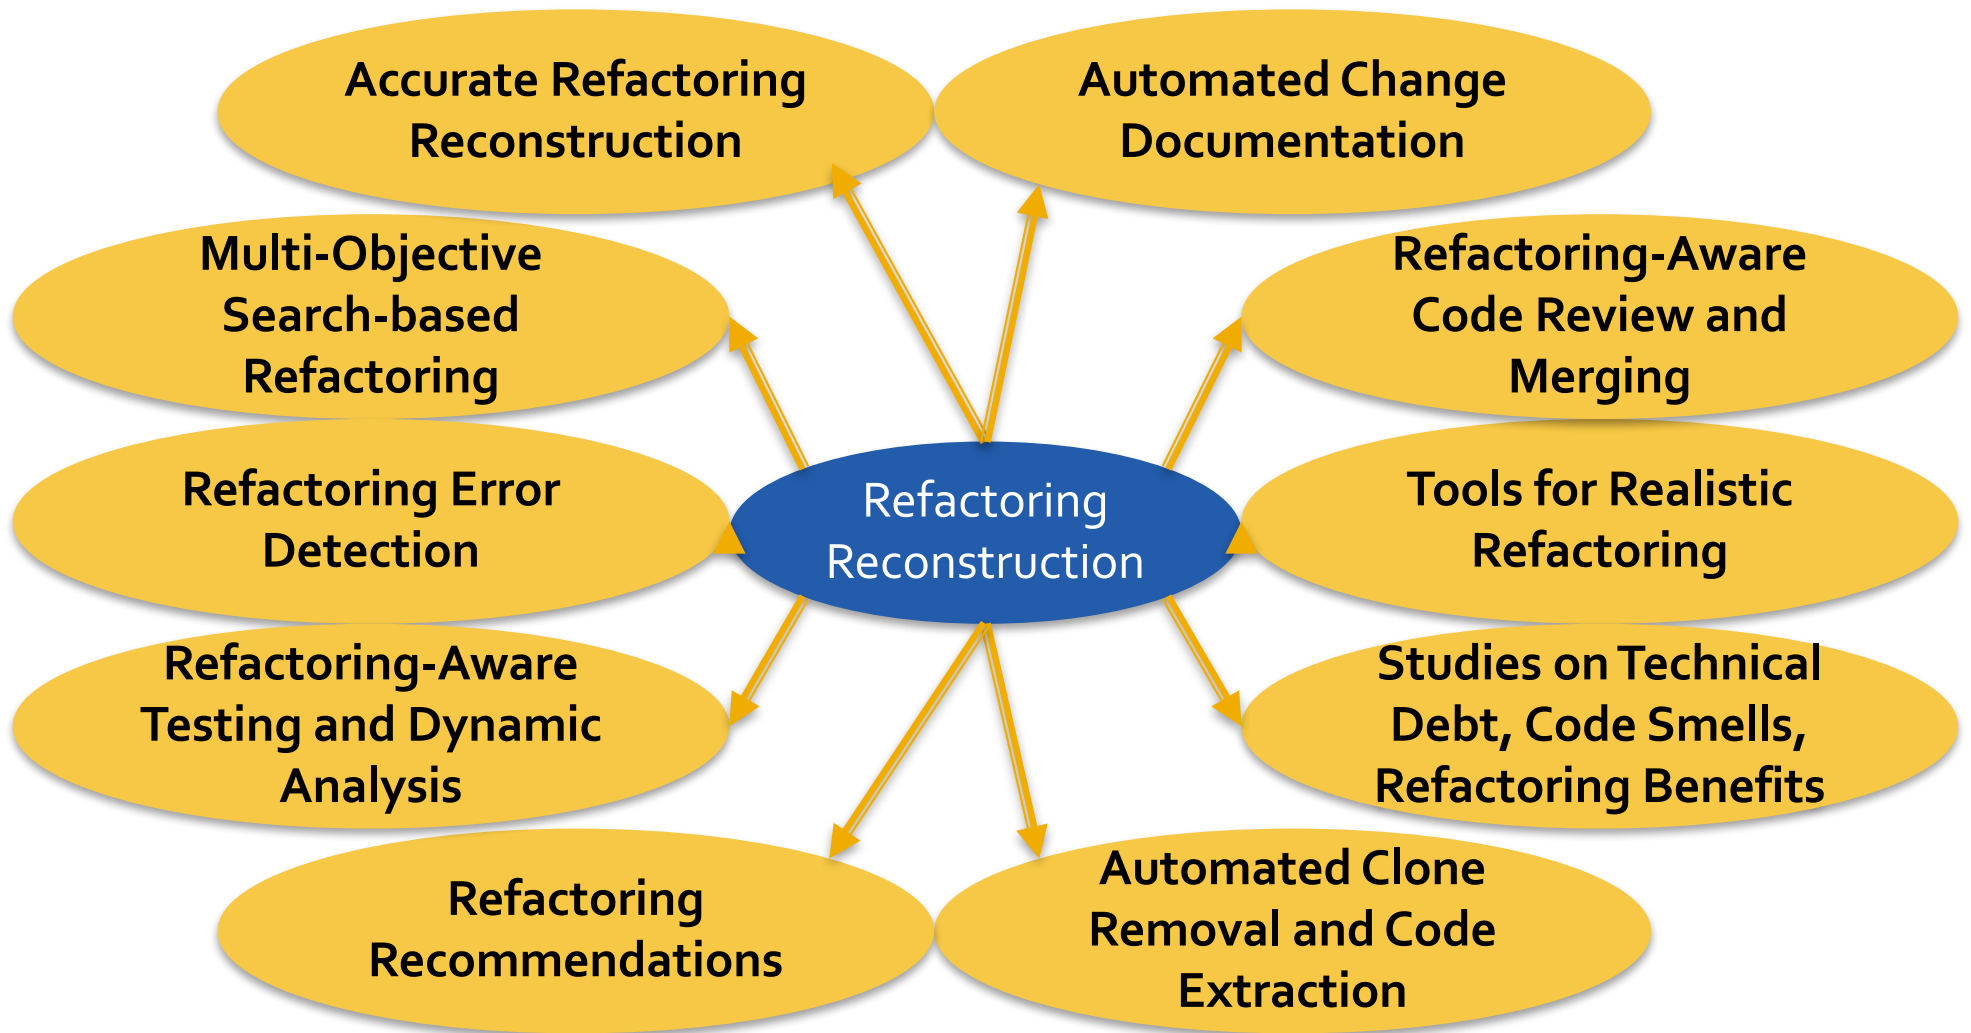 Accurate Refactoring
Reconstruction
Automated Change
Documentation
Multi-Objective
Search-based
Refactoring
Refactoring-Aware
Code Review and
Merging
Refactoring Error
Detection
Refactoring
Reconstruction
Tools for Realistic
Refactoring
Refactoring-Aware
Testing and Dynamic
Analysis
Studies on Technical
Debt, Code Smells,
Refactoring Benefits
Refactoring
Recommendations
Automated Clone
Removal and Code
Extraction